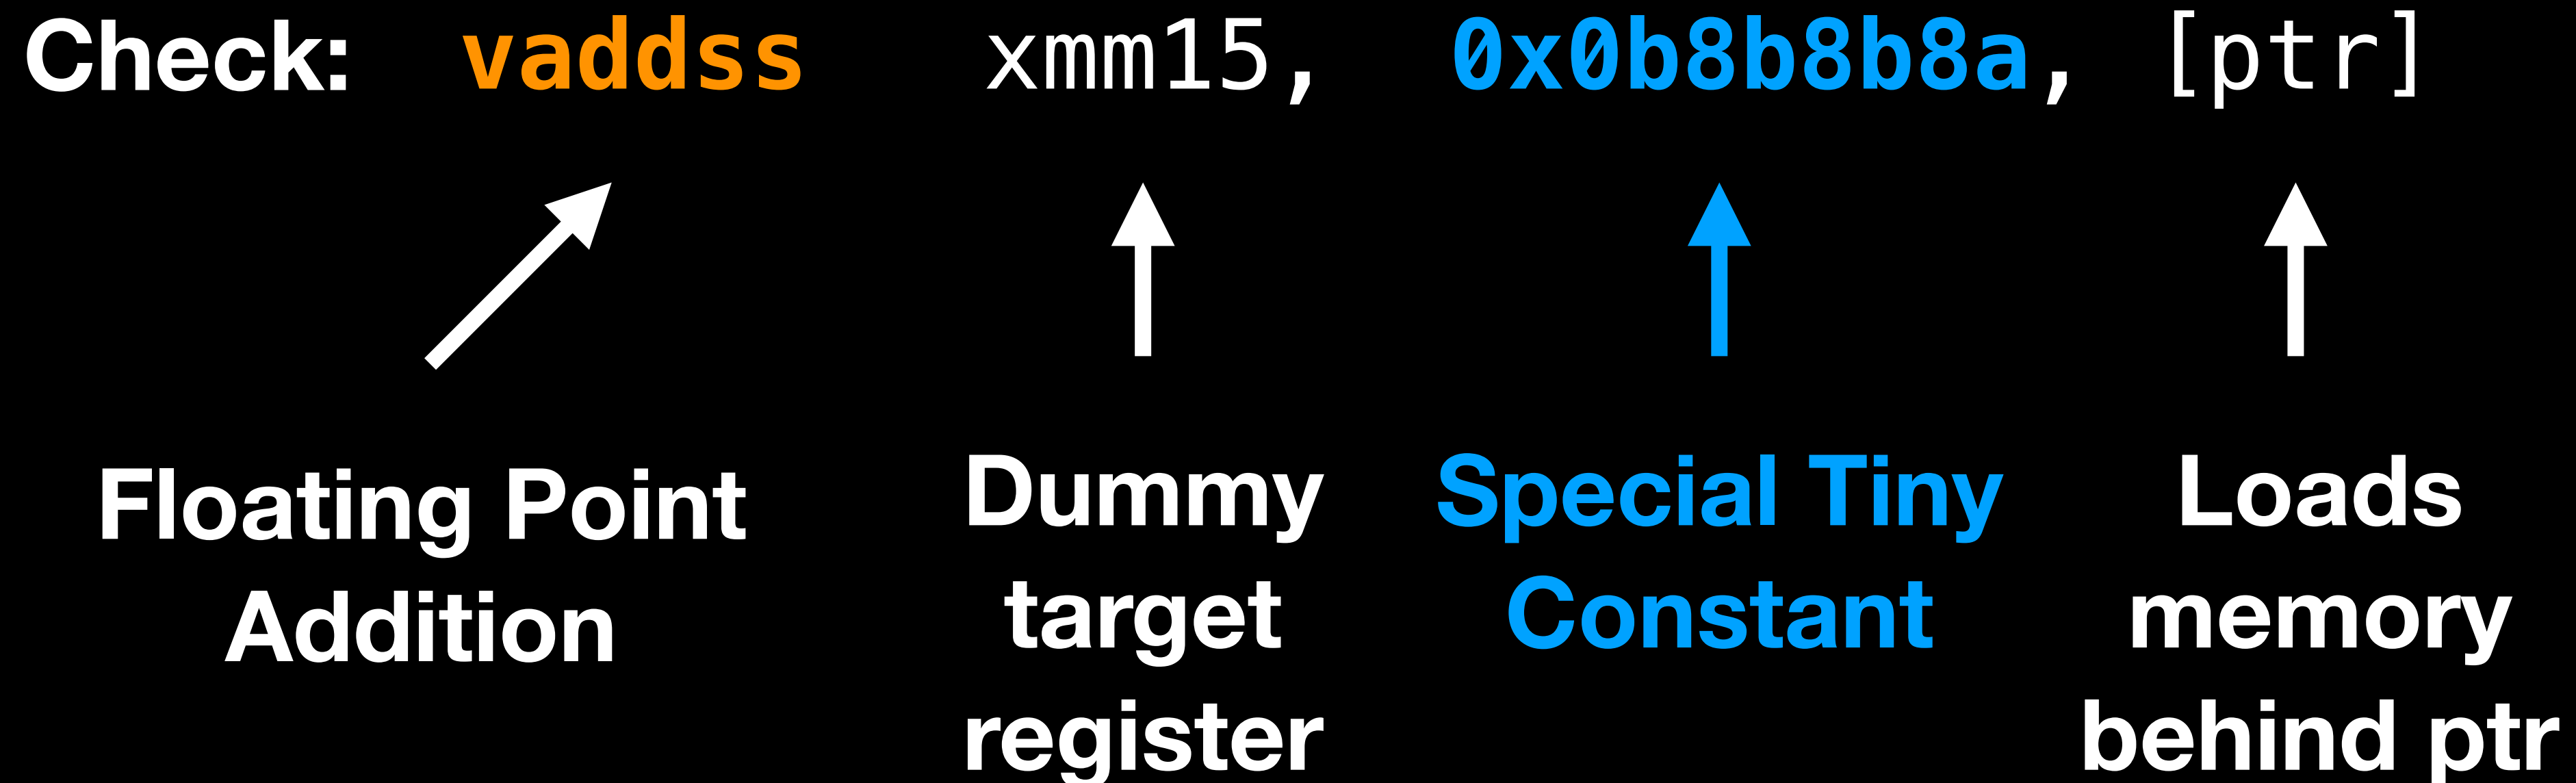 Check: vaddss xmm15, 0x0b8b8b8a, [ptr]
Floating Point
Addition
Dummy
target
register
Special Tiny
Constant
Loads
memory
behind ptr